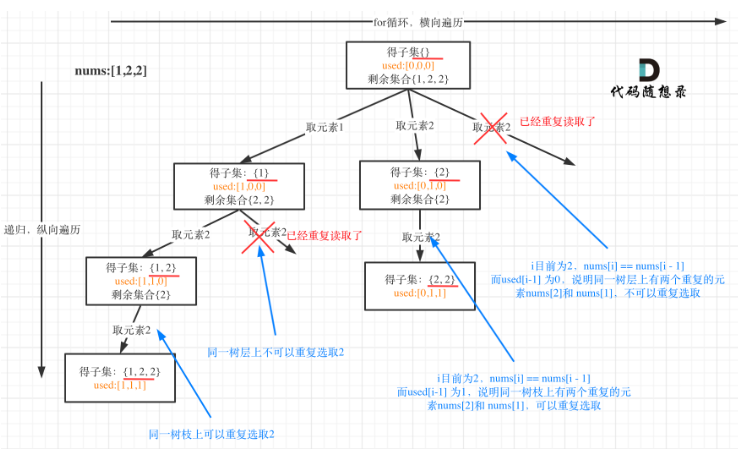 for循环，横向遍历
nums:[1,2,2]
得子集{}
used:[0,0,0]
剩余集合{1, 2, 2}
代码随想录
取元素1
取元素2
取元素2
已经重复读取了
得子集：{1}
used:[1,0,0]
剩余集合{2, 2}
得子集：{2}
used:[0,1,0]
剩余集合{2}
递归，纵向遍历
取元素2
取元素2
已经重复读取了
取元素2
得子集：{1, 2}
used:[1,1,0]
剩余集合{2}
得子集：{2, 2}
used:[0,1,1]
i目前为2，nums[i] == nums[i - 1]
而used[i-1] 为0，说明同一树层上有两个重复的元
素nums[2]和 nums[1]，不可以重复选取
取元素2
同一树层上不可以重复选取2
得子集：{1, 2, 2}
used:[1,1,1]
i目前为2，nums[i] == nums[i - 1]
而used[i-1] 为1，说明同一树枝上有两个重复的元
素nums[2]和 nums[1]，可以重复选取
同一树枝上可以重复选取2